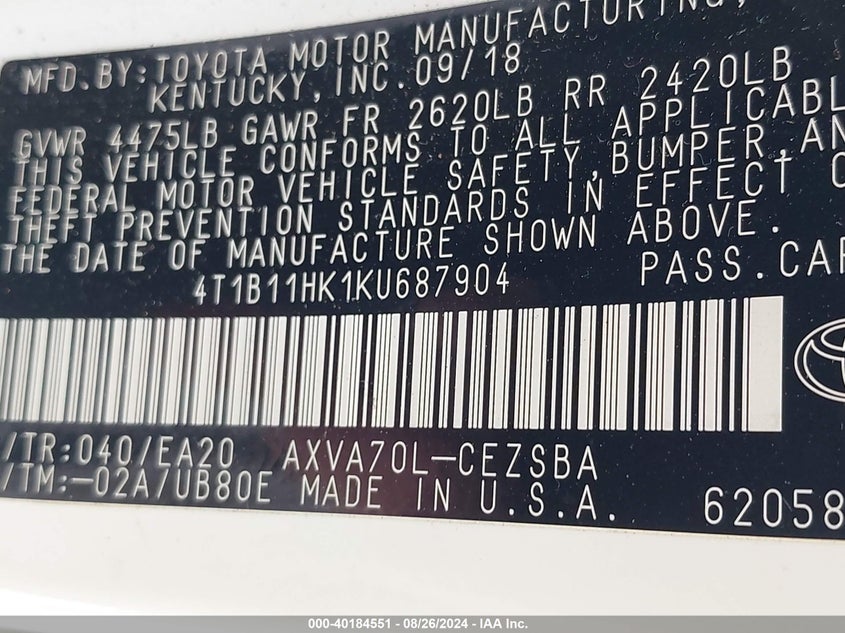 MFD.BY:TOYOTA MOTOR MANUFACTURING,
KENTUCKY,INC.09/18
GVWR 4475LB GAWR FR 2620LB RR 2420LB
THIS VEHICLE CONFORMS TO ALL APPLICABL
FEDERAL MOTOR VEHICLE SAFETY,BUMPER,AN
THEFT PREVENTION STANDARDS IN EFFECT O
THE DATE OF MANUFACTURE SHOWN ABOVE.
4T1B11HK1KU687904 PASS.CAR
/TR:040/EA20 AXVA70L-CEZSBA
/TM:-02A/UB80E MADE IN U.S.A. 62058
000-40184551 - 08/26/2024 - IAA Inc.